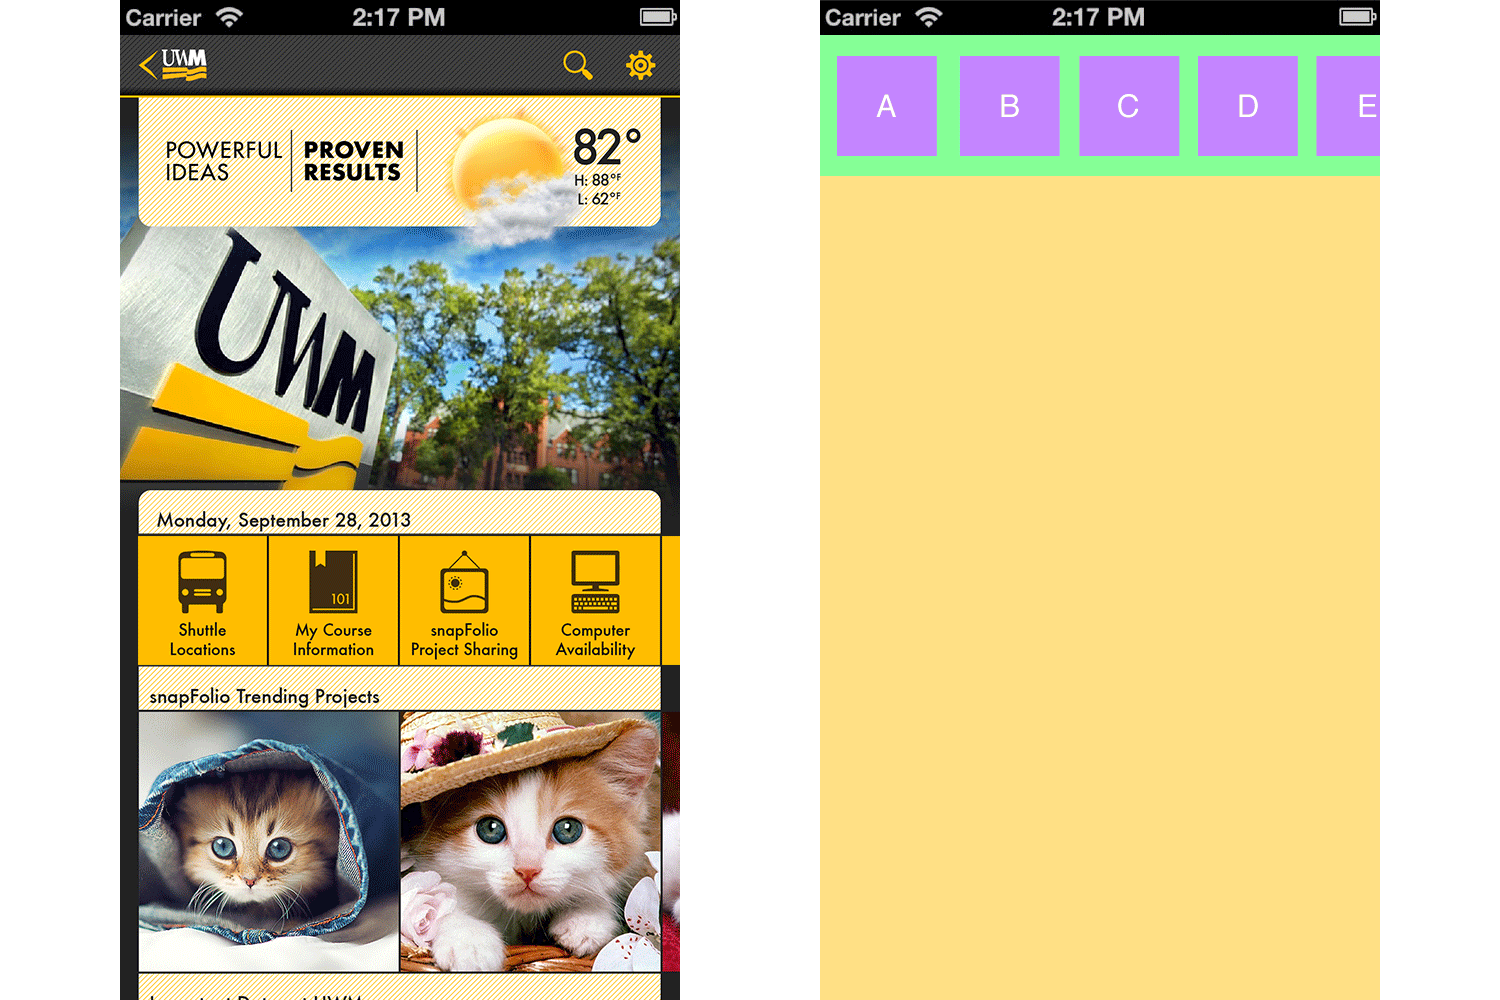 Carrier 2:17 PM
UWM
POWERFUL
IDEAS
PROVEN
RESULTS
82°
H: 88°F
L: 62°F
UWM
Monday, September 28, 2013
101
Shuttle
Locations
My Course
Information
snapFolio
Project Sharing
Computer
Availability
snapFolio Trending Projects
Carrier 2:17 PM
A B C D E